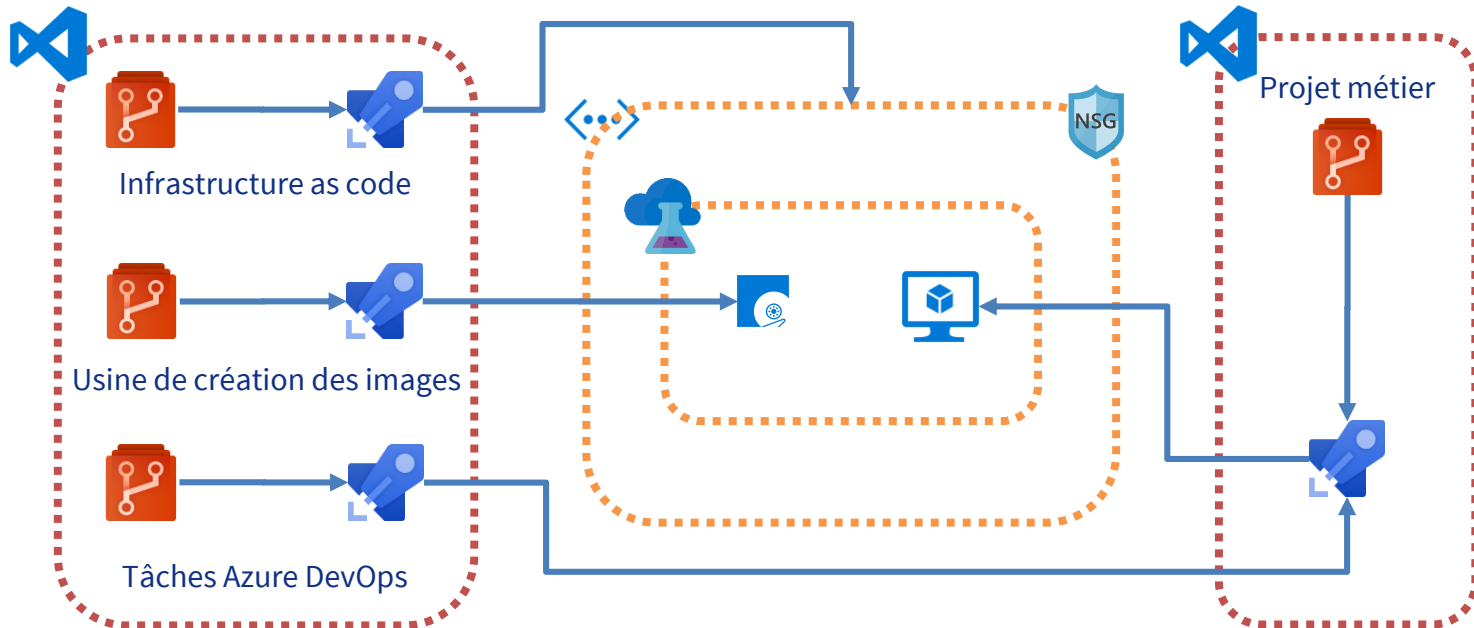 Infrastructure as code
Usine de création des images
Tâches Azure DevOps
NSG
Projet métier